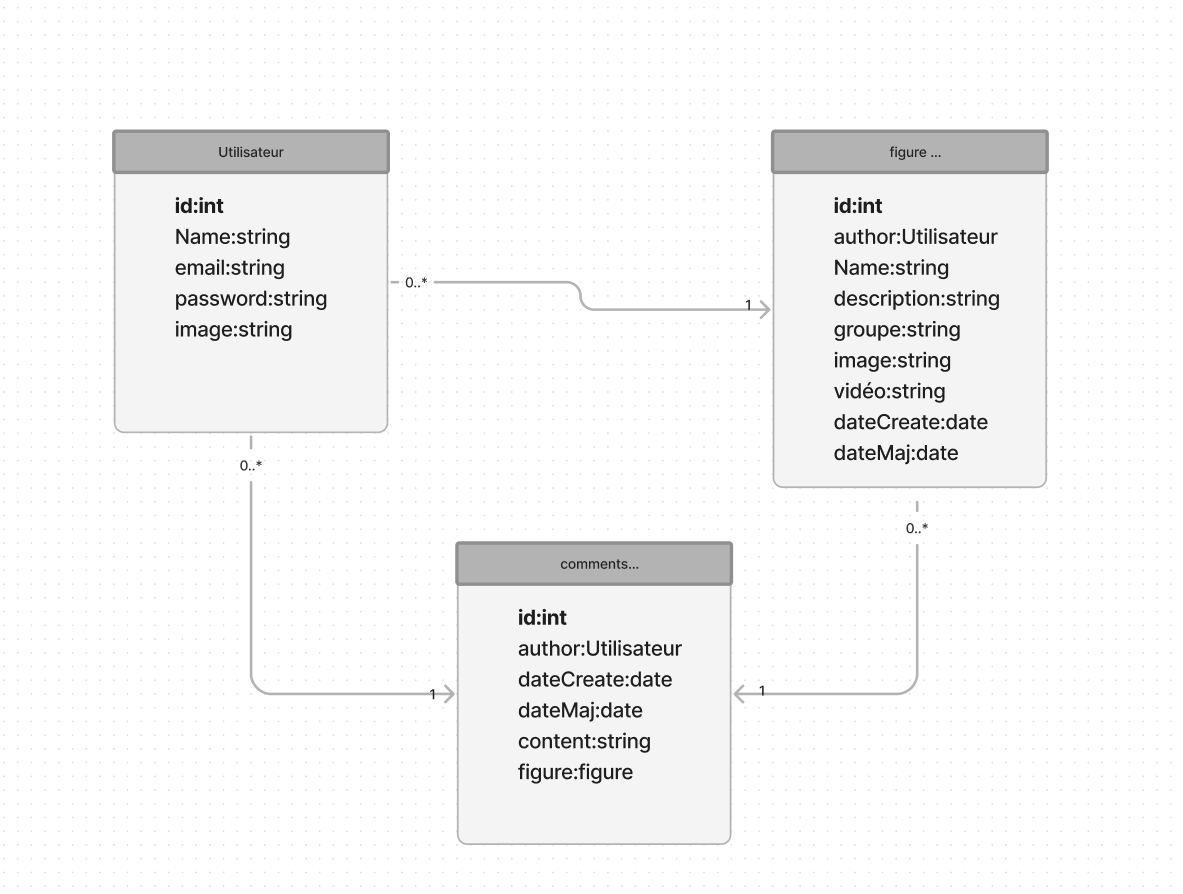 Utilisateur
id:int
Name:string
email:string
password:string
image:string
0..*
1
figure ...
id:int
author:Utilisateur
Name:string
description:string
groupe:string
image:string
vidéo:string
dateCreate:date
dateMaj:date
0..*
0..*
comments...
id:int
author:Utilisateur
dateCreate:date
dateMaj:date
content:string
figure:figure
1
1